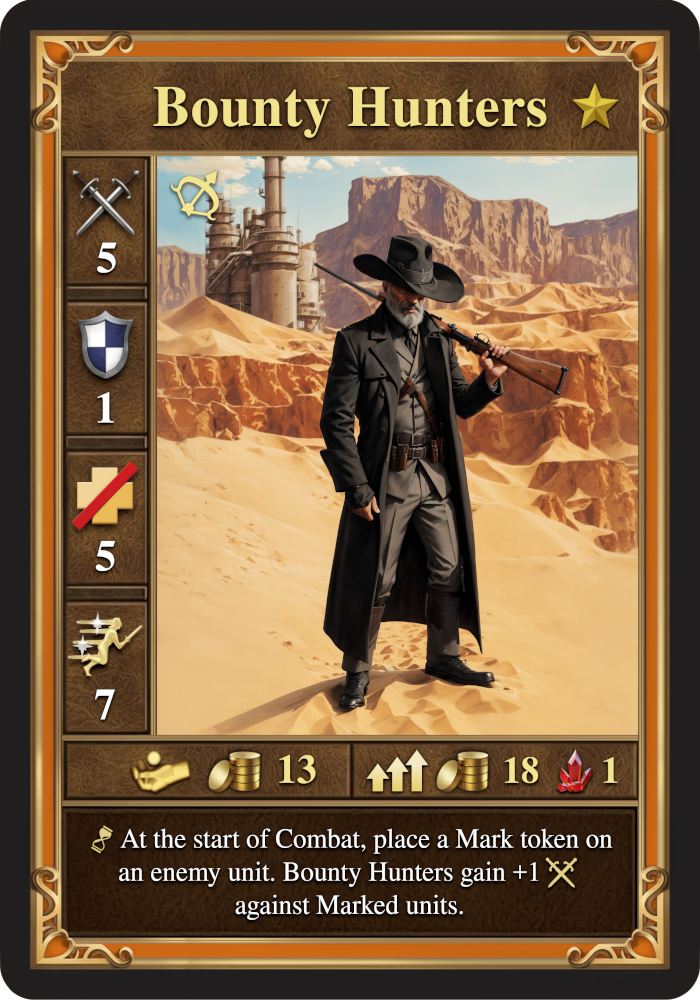 Bounty Hunters
5
1
5
7
13
18 1
At the start of Combat, place a Mark token on
an enemy unit. Bounty Hunters gain +1
against Marked units.